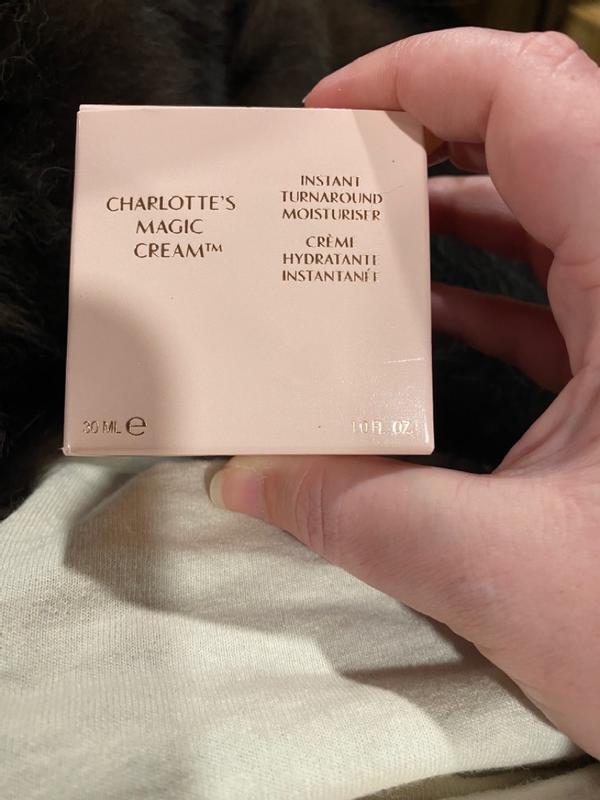 CHARLOTTE'S
MAGIC
CREAM™
INSTANT
TURNAROUND
MOISTURISER
CRÈME
HYDRATANTE
INSTANTANÉE
30 ML ℮
1.0 FL. OZ.